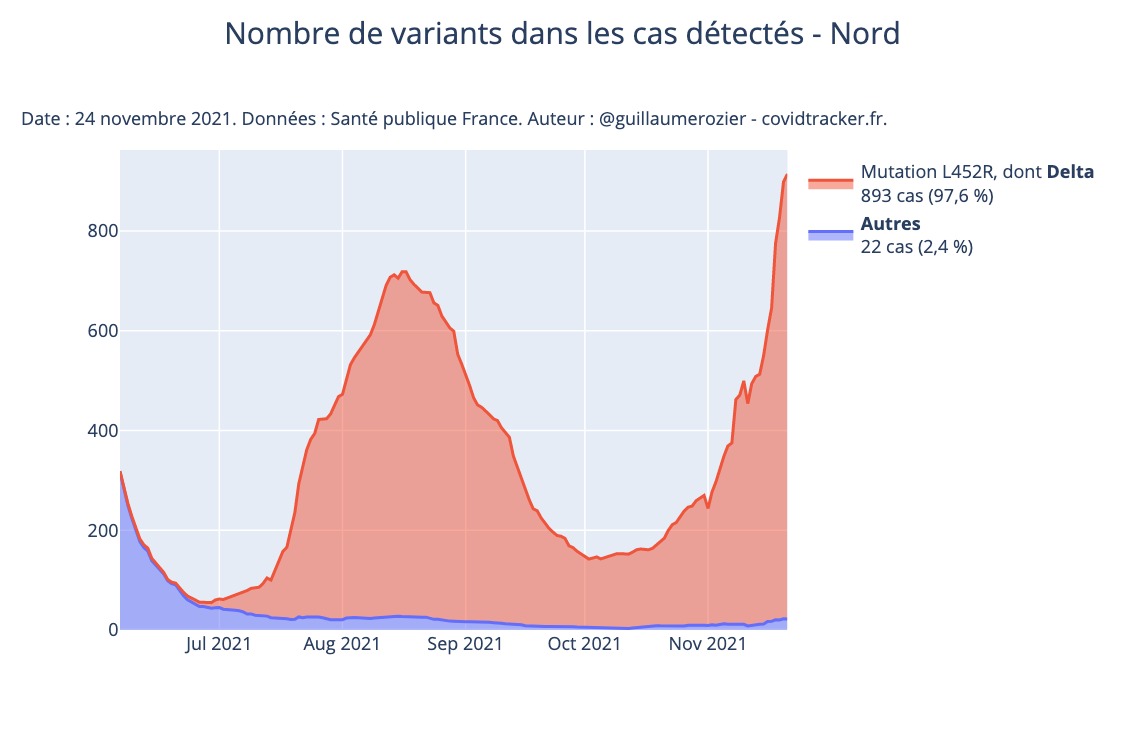 Nombre de variants dans les cas détectés - Nord
Date : 24 novembre 2021. Données : Santé publique France. Auteur : @guillaumerozier - covidtracker.fr.
Mutation L452R, dont Delta
893 cas (97,6 %)
Autres
22 cas (2,4 %)
800
600
400
200
0
Jul 2021
Aug 2021
Sep 2021
Oct 2021
Nov 2021